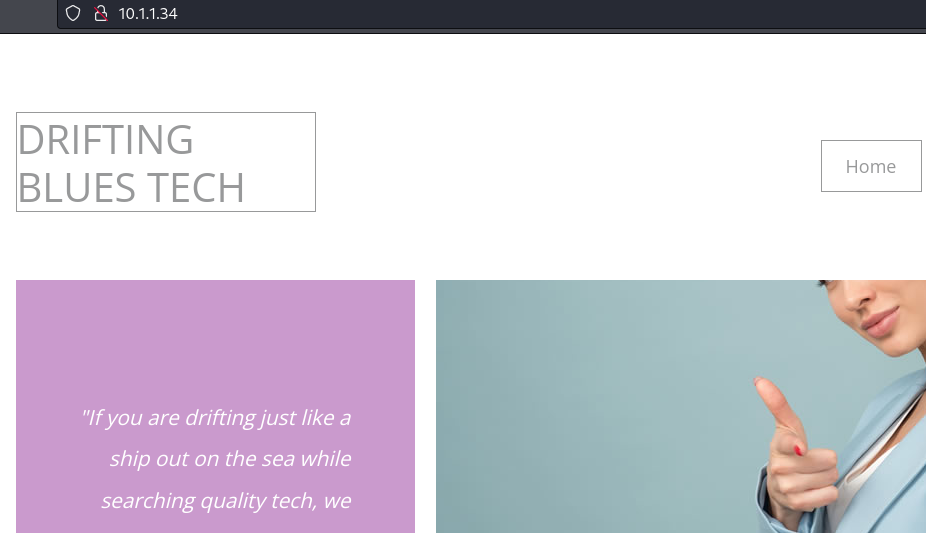 10.1.1.34
DRIFTING
BLUES TECH
Home
"If you are drifting just like a
ship out on the sea while
searching quality tech, we